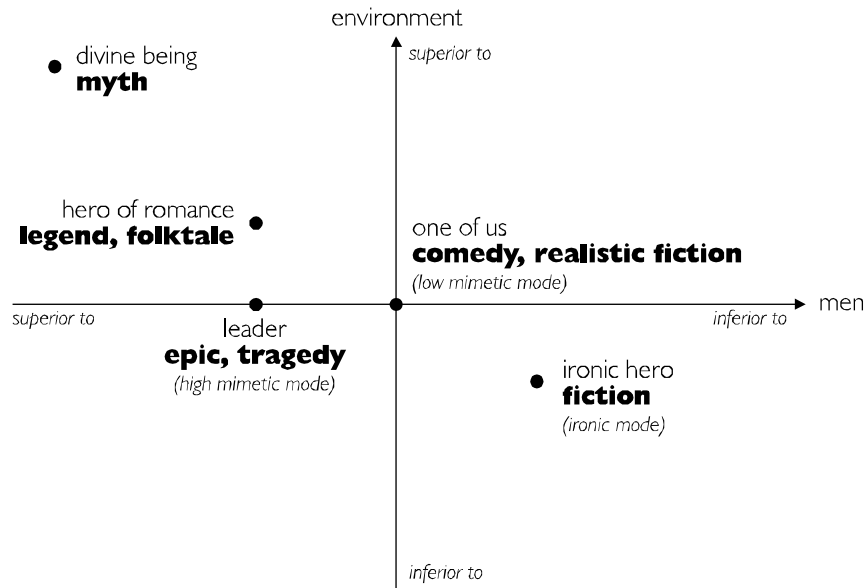 environment
superior to
divine being
myth
hero of romance
legend, folktale
one of us
comedy, realistic fiction
(low mimetic mode)
superior to
inferior to
men
leader
epic, tragedy
(high mimetic mode)
ironic hero
fiction
(ironic mode)
inferior to